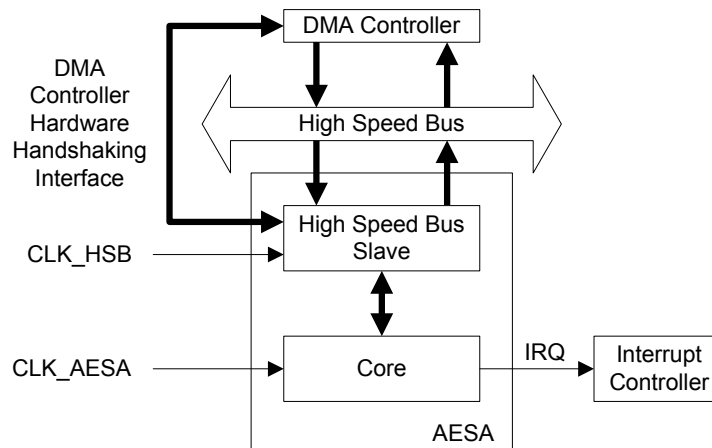 DMA Controller
DMA
Controller
Hardware
Handshaking
Interface
High Speed Bus
High Speed Bus
Slave
CLK_HSB
CLK_AESA
Core
IRQ
Interrupt
Controller
AESA